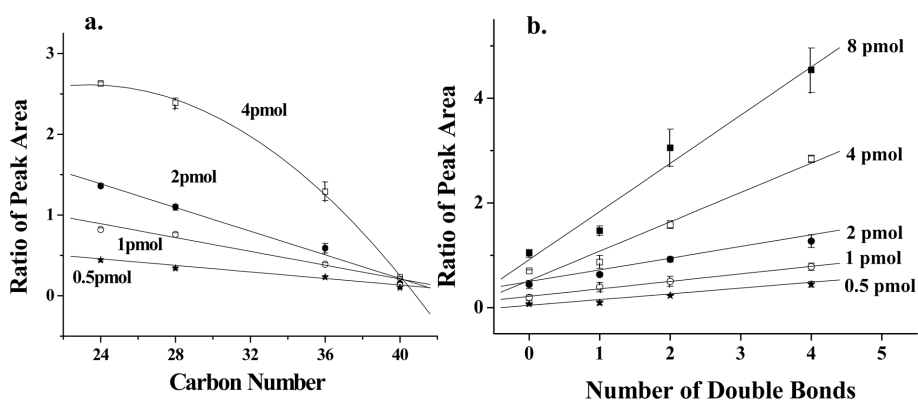 a.
Ratio of Peak Area
3
2
1
0
4pmol
2pmol
1pmol
0.5pmol
24 28 32 36 40
Carbon Number
b.
Ratio of Peak Area
4
2
0
8 pmol
4 pmol
2 pmol
1 pmol
0.5 pmol
0 1 2 3 4 5
Number of Double Bonds